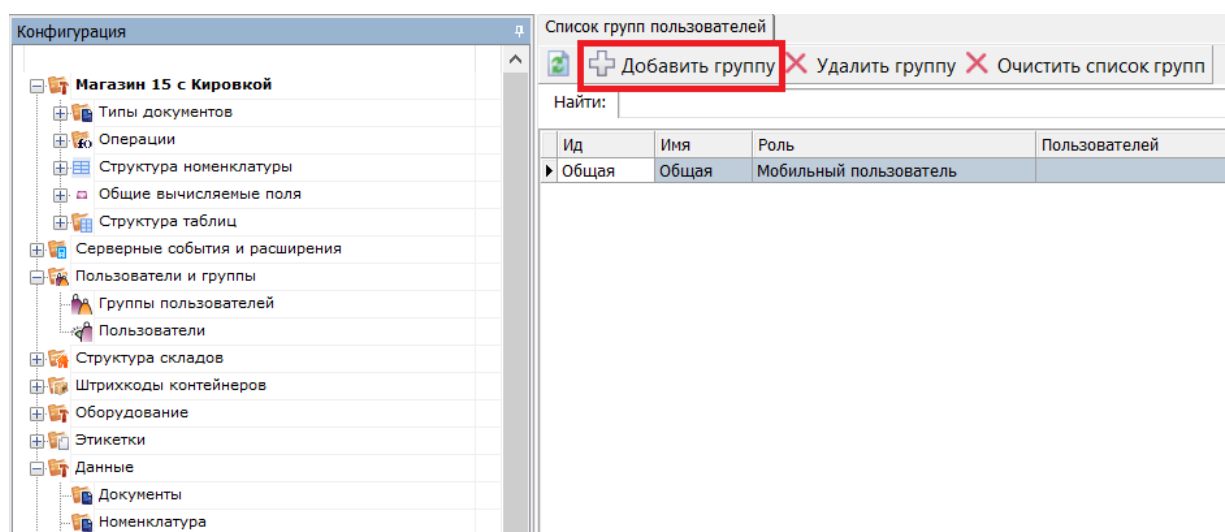 Конфигурация
Магазин 15 с Кировкой
Типы документов
Операции
Структура номенклатуры
Общие вычисляемые поля
Структура таблиц
Серверные события и расширения
Пользователи и группы
Группы пользователей
Пользователи
Структура складов
Штрихкоды контейнеров
Оборудование
Этикетки
Данные
Документы
Номенклатура
Список групп пользователей
Добавить группу Удалить группу Очистить список групп
Найти:
Ид Имя Роль Пользователей
Общая Общая Мобильный пользователь